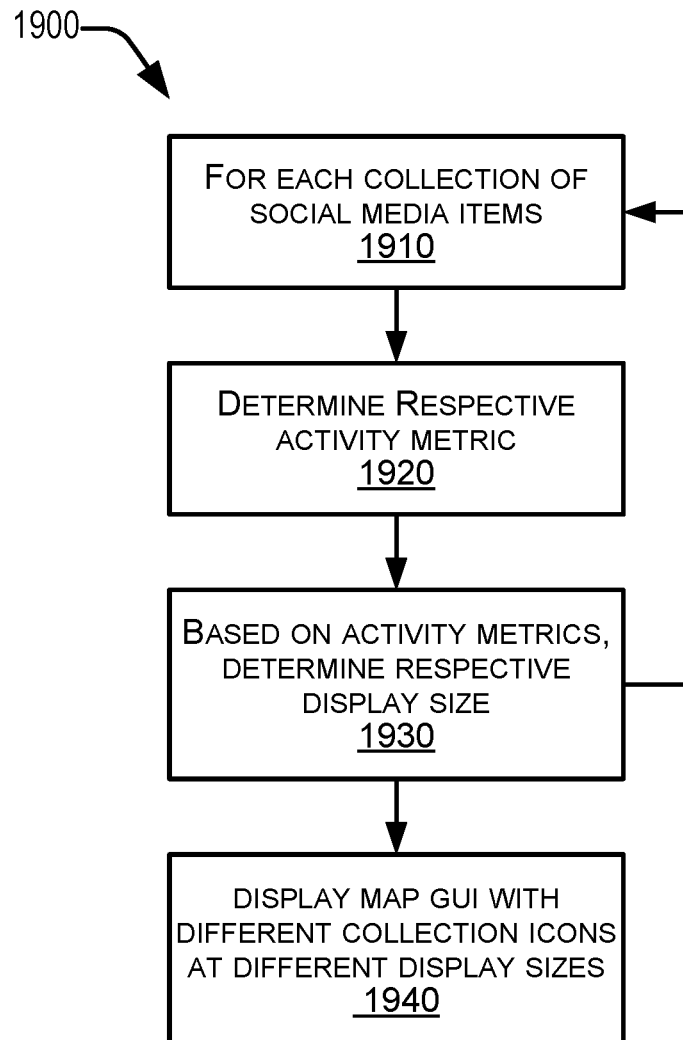 1900
FOR EACH COLLECTION OF
SOCIAL MEDIA ITEMS
1910
DETERMINE RESPECTIVE
ACTIVITY METRIC
1920
BASED ON ACTIVITY METRICS,
DETERMINE RESPECTIVE
DISPLAY SIZE
1930
DISPLAY MAP GUI WITH
DIFFERENT COLLECTION ICONS
AT DIFFERENT DISPLAY SIZES
1940